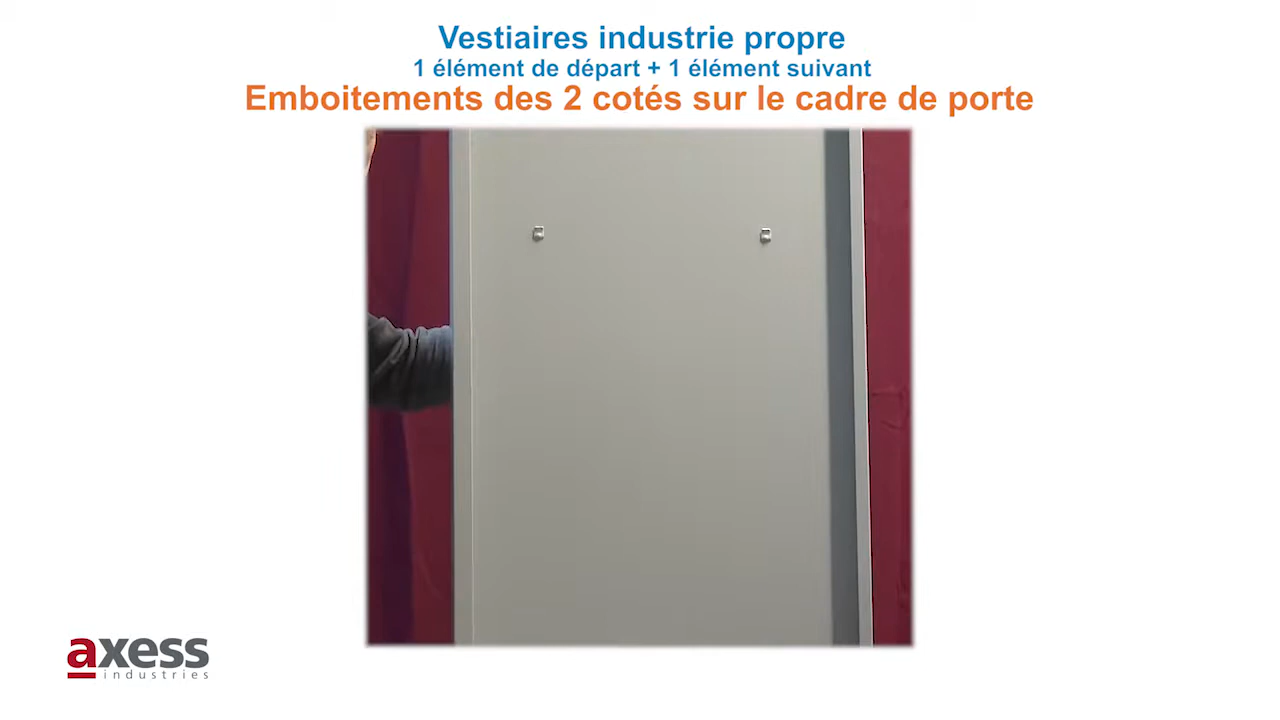 Vestiaires industrie propre
1 élément de départ + 1 élément suivant
Emboitements des 2 cotés sur le cadre de porte
axess
industries